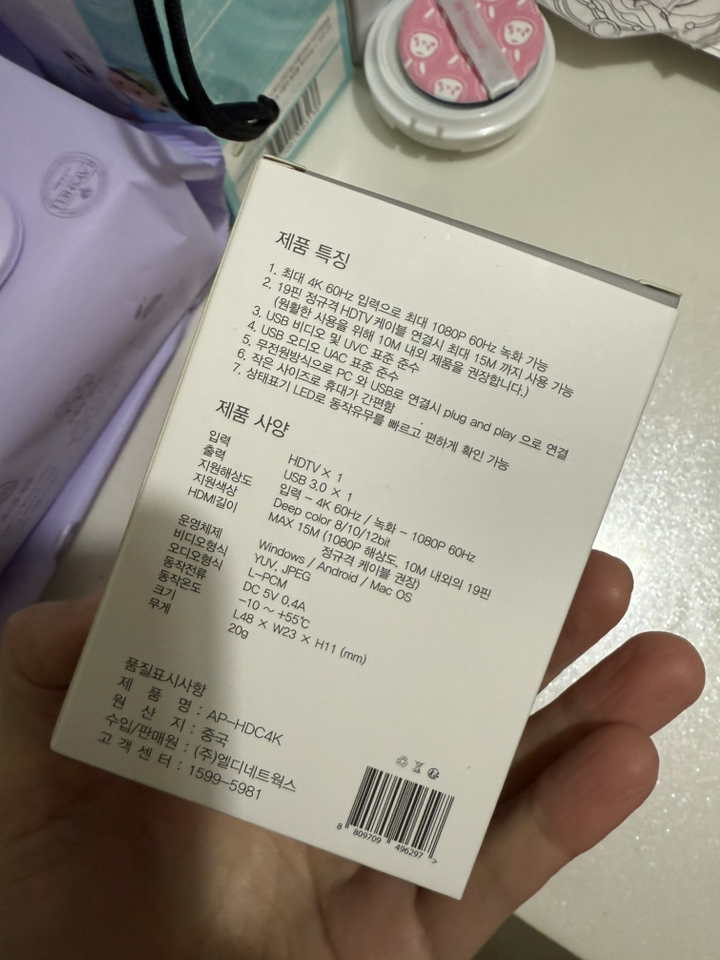 제품 특징
1. 최대 4K 60Hz 입력으로 최대 1080P 60Hz 녹화 가능
2. 19핀 정규격 HDTV 케이블 연결시 최대 15M 까지 사용 가능
(원활한 사용을 위해 10M 내외 제품을 권장합니다.)
3. USB 비디오 및 UVC 표준 준수
4. USB 오디오 UAC 표준 준수
5. 무전원방식으로 PC 와 USB로 연결시 plug and play 으로 연결
6. 작은 사이즈로 휴대가 간편함
7. 상태표기 LED로 동작유무를 빠르고 편하게 확인 가능
제품 사양
입력 HDTV × 1
출력 USB 3.0 × 1
지원해상도 입력 - 4K 60Hz / 녹화 - 1080P 60Hz
지원색상 Deep color 8/10/12bit
HDMI길이 MAX 15M (1080P 해상도, 10M 내외의 19핀
정규격 케이블 권장)
운영체제 Windows / Android / Mac OS
비디오형식 YUV, JPEG
오디오형식 L-PCM
동작전류 DC 5V 0.4A
동작온도 -10 ~ +55℃
크기 L48 × W23 × H11 (mm)
무게 20g
품질표시사항
제 품 명 : AP-HDC4K
원 산 지 : 중국
수입/판매원 : (주)엘디네트웍스
고객센터 : 1599-5981
8 809709 496297 7